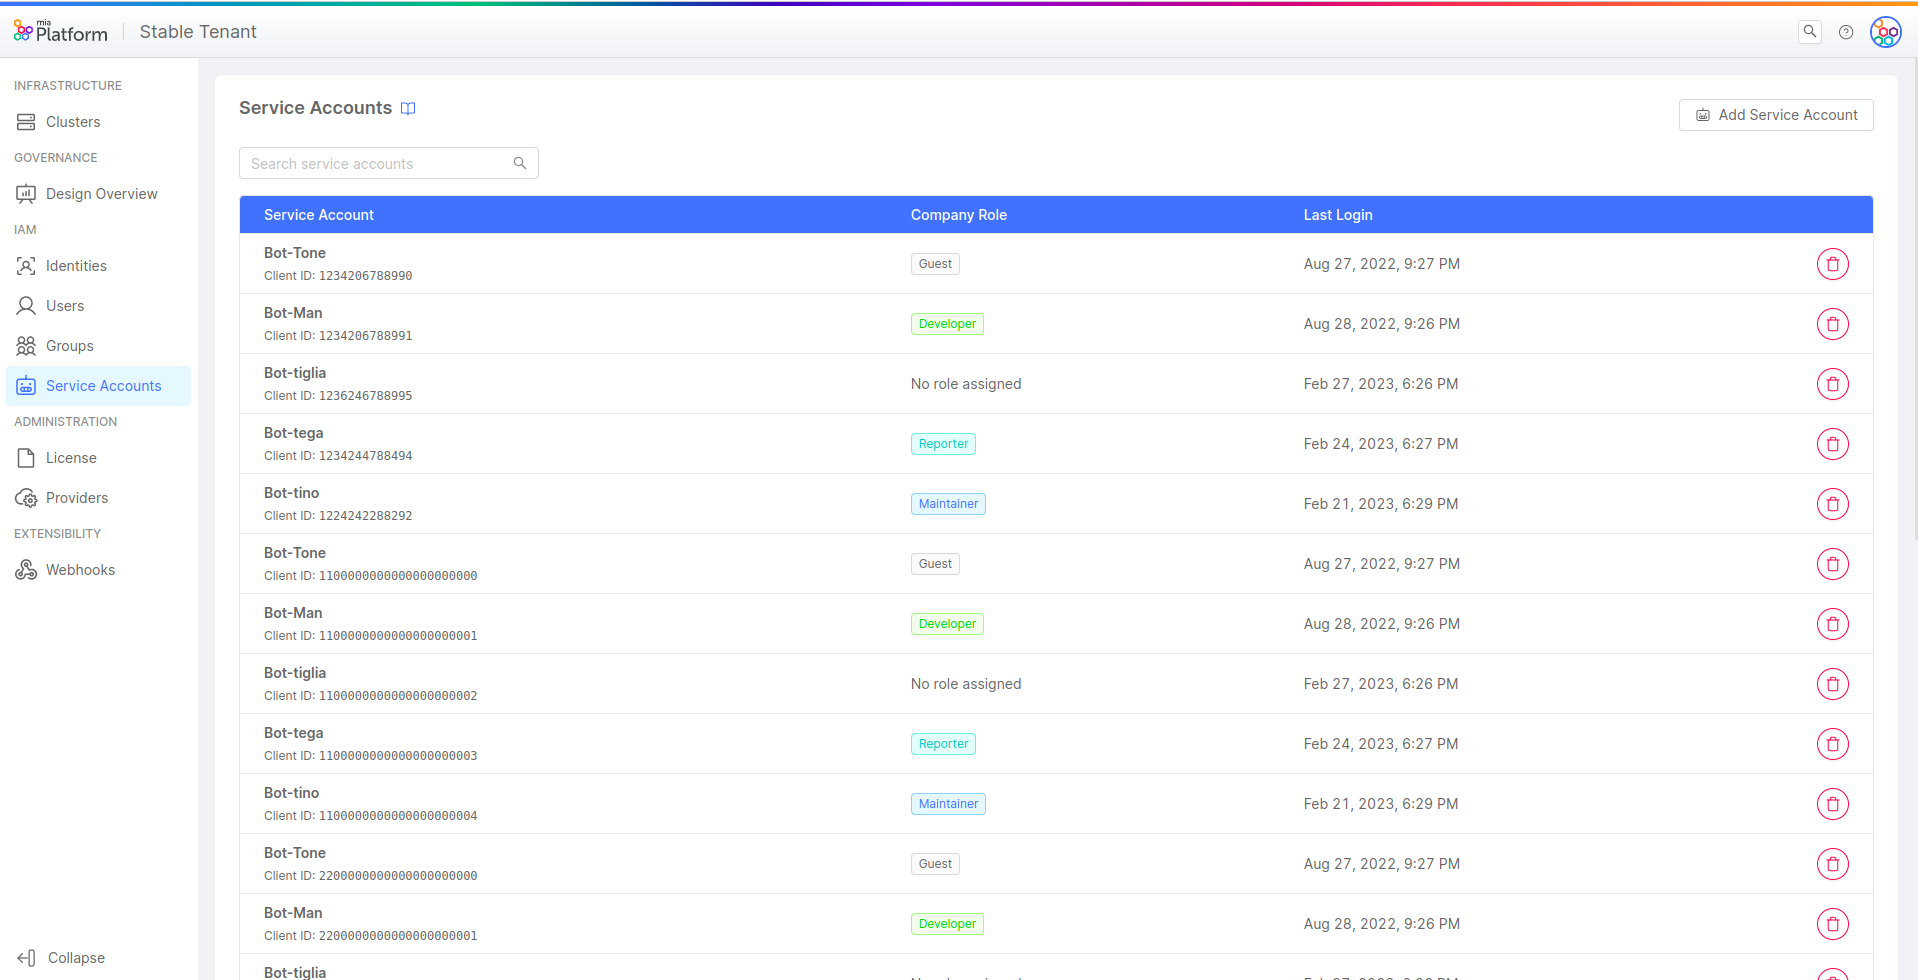 mia
Platform
Stable Tenant
INFRASTRUCTURE
Clusters
GOVERNANCE
Design Overview
IAM
Identities
Users
Groups
Service Accounts
ADMINISTRATION
License
Providers
EXTENSIBILITY
Webhooks
Collapse
Service Accounts
Add Service Account
Search service accounts
Service Account Company Role Last Login
Bot-Tone
Client ID: 1234206788990
Guest
Aug 27, 2022, 9:27 PM
Bot-Man
Client ID: 1234206788991
Developer
Aug 28, 2022, 9:26 PM
Bot-tiglia
Client ID: 1236246788995
No role assigned
Feb 27, 2023, 6:26 PM
Bot-tega
Client ID: 1234244788494
Reporter
Feb 24, 2023, 6:27 PM
Bot-tino
Client ID: 1224242288292
Maintainer
Feb 21, 2023, 6:29 PM
Bot-Tone
Client ID: 1100000000000000000000
Guest
Aug 27, 2022, 9:27 PM
Bot-Man
Client ID: 1100000000000000000001
Developer
Aug 28, 2022, 9:26 PM
Bot-tiglia
Client ID: 1100000000000000000002
No role assigned
Feb 27, 2023, 6:26 PM
Bot-tega
Client ID: 1100000000000000000003
Reporter
Feb 24, 2023, 6:27 PM
Bot-tino
Client ID: 1100000000000000000004
Maintainer
Feb 21, 2023, 6:29 PM
Bot-Tone
Client ID: 2200000000000000000000
Guest
Aug 27, 2022, 9:27 PM
Bot-Man
Client ID: 2200000000000000000001
Developer
Aug 28, 2022, 9:26 PM
Bot-tiglia